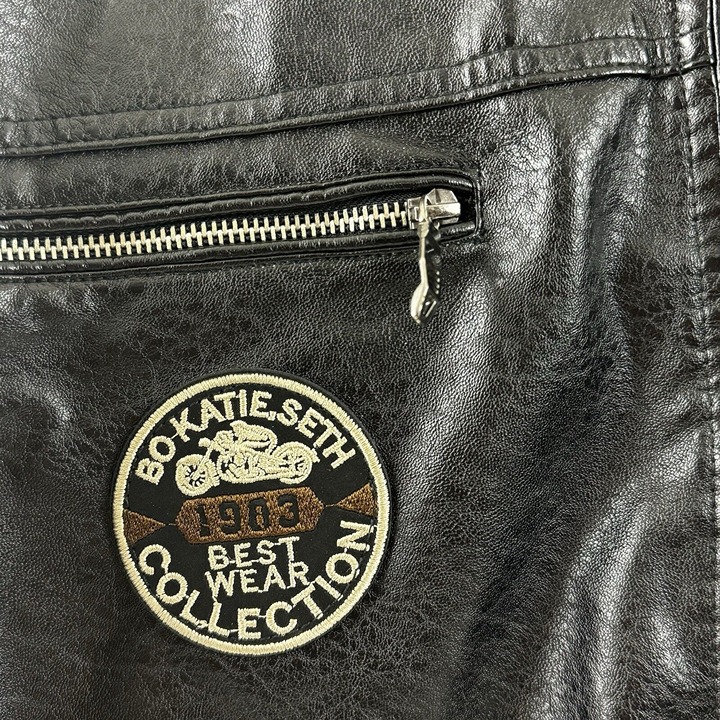 BO·KATIE.SETH
1983
BEST
WEAR
COLLECTION